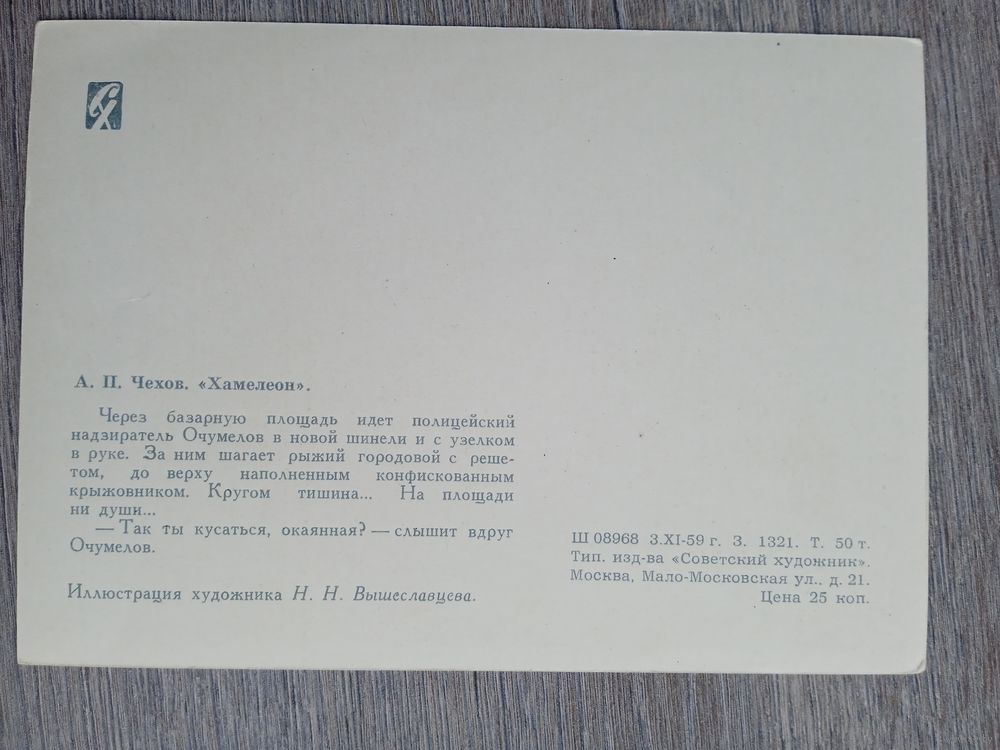 СХ
А. П. Чехов. «Хамелеон».
Через базарную площадь идет полицейский
надзиратель Очумелов в новой шинели и с узелком
в руке. За ним шагает рыжий городовой с реше-
том, до верху наполненным конфискованным
крыжовником. Кругом тишина... На площади
ни души...
— Так ты кусаться, окаянная? — слышит вдруг
Очумелов.
Иллюстрация художника Н. Н. Вышеславцева.
Ш 08968 3.XI-59 г. З. 1321. Т. 50 т.
Тип. изд-ва «Советский художник».
Москва, Мало-Московская ул.. д. 21.
Цена 25 коп.